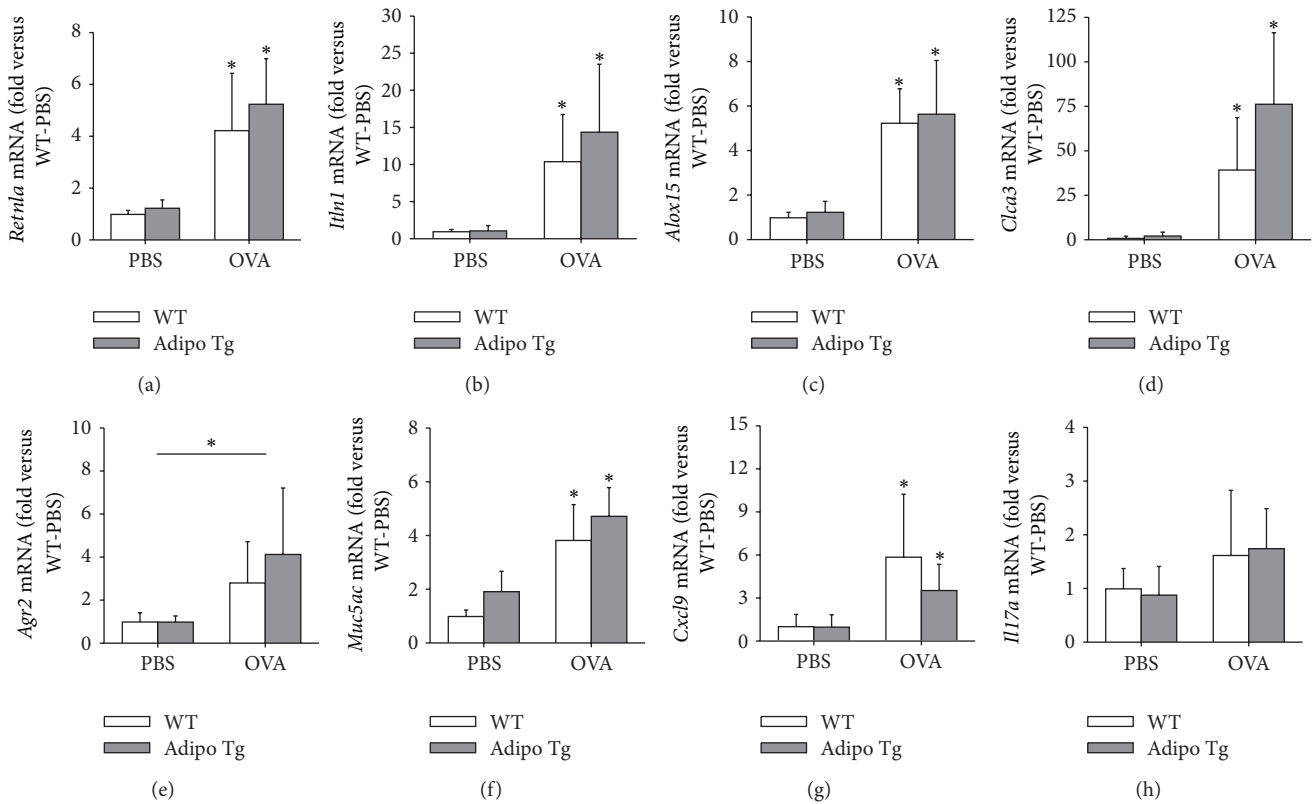 Retnla mRNA (fold versus
WT-PBS)
8
6
4
2
0
*
*
PBS
OVA
WT
Adipo Tg
(a)
Itln1 mRNA (fold versus
WT-PBS)
30
25
20
15
10
5
0
*
*
PBS
OVA
WT
Adipo Tg
(b)
Alox15 mRNA (fold versus
WT-PBS)
10
8
6
4
2
0
*
*
PBS
OVA
WT
Adipo Tg
(c)
Clca3 mRNA (fold versus
WT-PBS)
125
100
75
50
25
0
*
*
PBS
OVA
WT
Adipo Tg
(d)
Agr2 mRNA (fold versus
WT-PBS)
10
8
6
4
2
0
*
PBS
OVA
WT
Adipo Tg
(e)
Muc5ac mRNA (fold versus
WT-PBS)
8
6
4
2
0
*
*
PBS
OVA
WT
Adipo Tg
(f)
Cxcl9 mRNA (fold versus
WT-PBS)
15
12
9
6
3
0
*
*
PBS
OVA
WT
Adipo Tg
(g)
Il17a mRNA (fold versus
WT-PBS)
4
3
2
1
0
PBS
OVA
WT
Adipo Tg
(h)